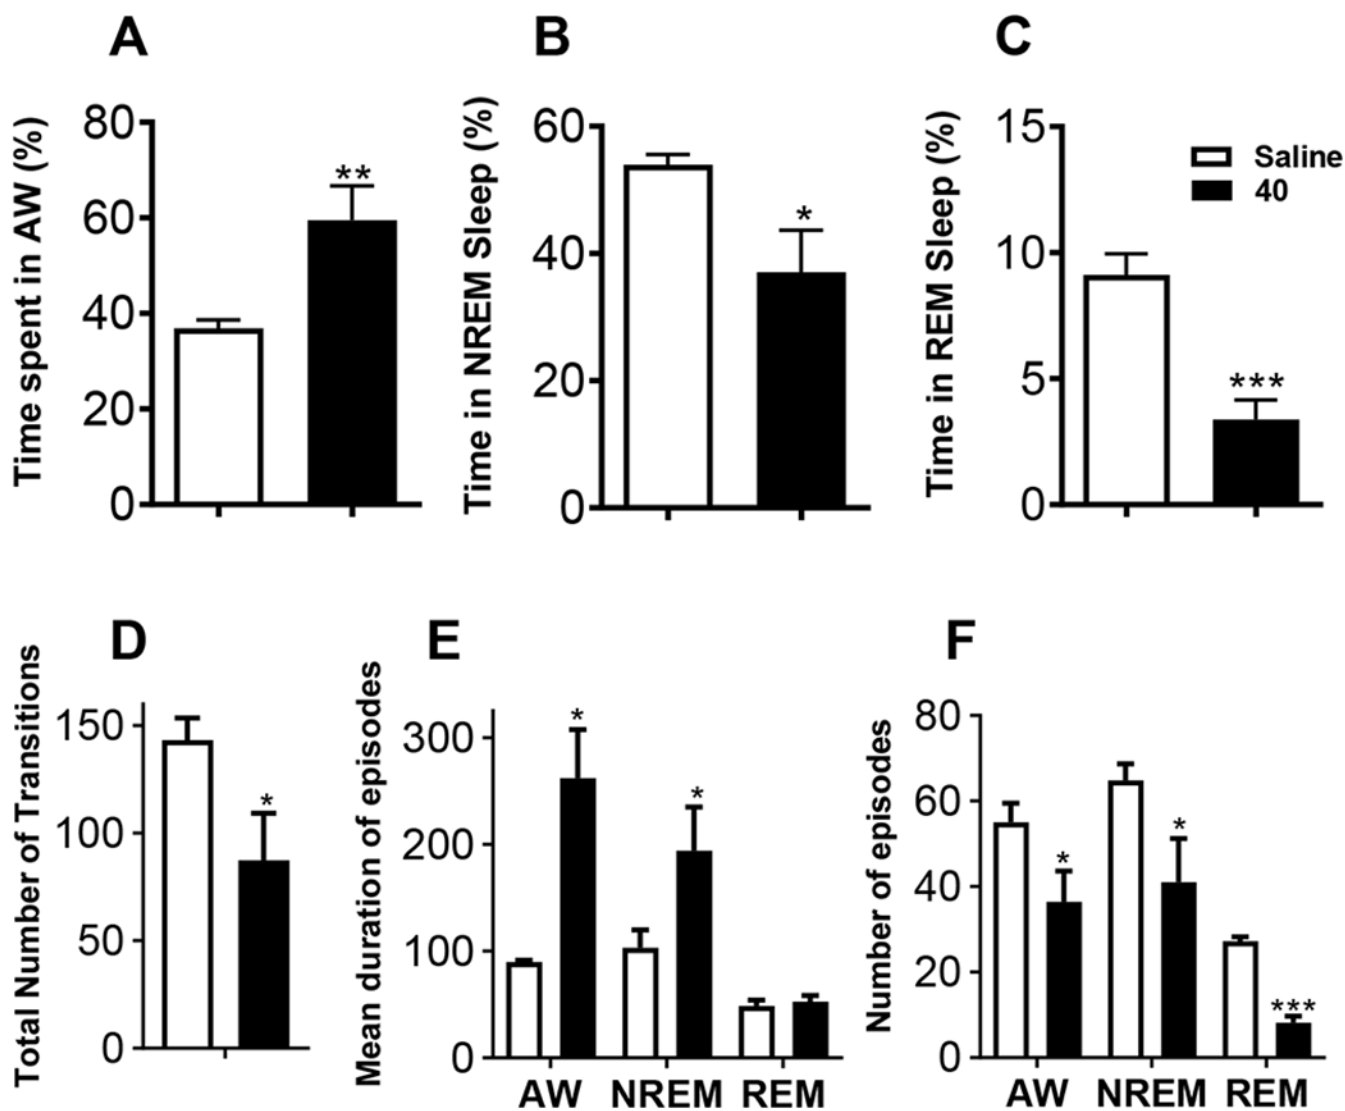 A
Time spent in AW (%)
80
60
40
20
0
**
B
Time in NREM Sleep (%)
60
40
20
0
*
C
Time in REM Sleep (%)
15
10
5
0
***
Saline
40
D
Total Number of Transitions
150
100
50
0
*
E
Mean duration of episodes
300
200
100
0
*
*
AW NREM REM
F
Number of episodes
80
60
40
20
0
*
*
***
AW NREM REM